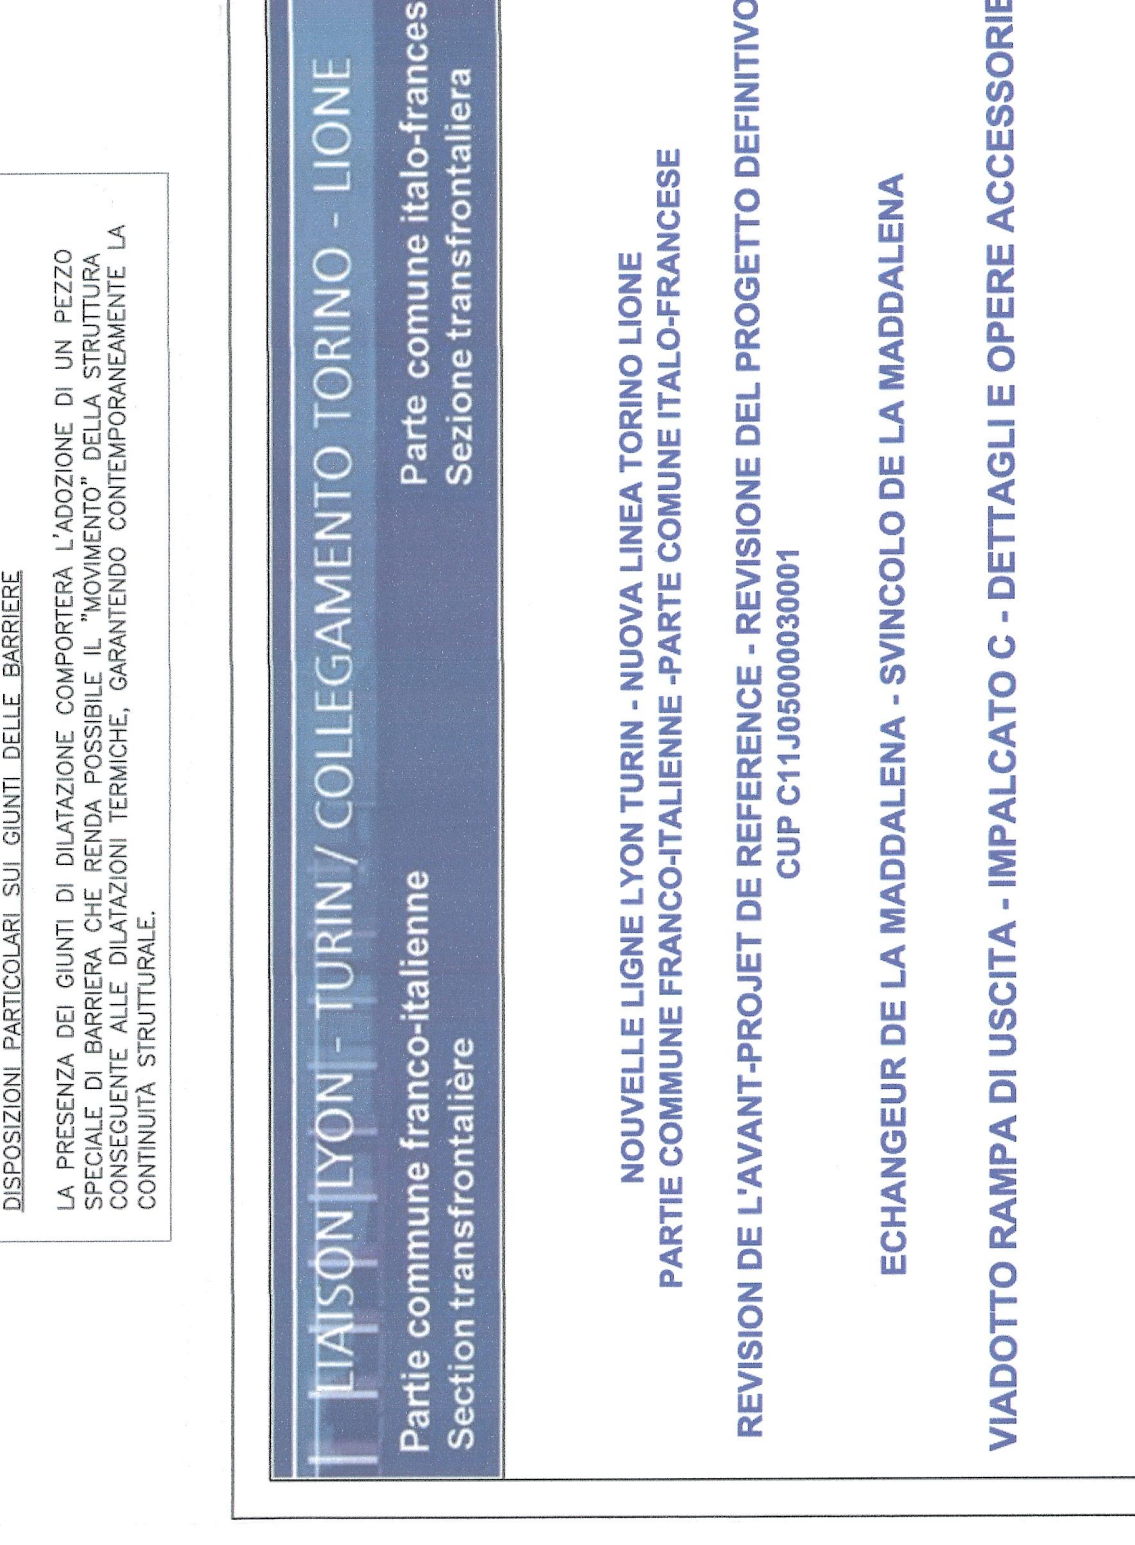 DISPOSIZIONI PARTICOLARI SUI GIUNTI DELLE BARRIERE
LA PRESENZA DEI GIUNTI DI DILATAZIONE COMPORTERÀ L'ADOZIONE DI UN PEZZO
SPECIALE DI BARRIERA CHE RENDA POSSIBILE IL "MOVIMENTO" DELLA STRUTTURA
CONSEGUENTE ALLE DILATAZIONI TERMICHE, GARANTENDO CONTEMPORANEAMENTE LA
CONTINUITÀ STRUTTURALE.
LIAISON LYON - TURIN / COLLEGAMENTO TORINO - LIONE
Partie commune franco-italienne
Section transfrontalière
Parte comune italo-frances
Sezione transfrontaliera
NOUVELLE LIGNE LYON TURIN - NUOVA LINEA TORINO LIONE
PARTIE COMMUNE FRANCO-ITALIENNE -PARTE COMUNE ITALO-FRANCESE
REVISION DE L'AVANT-PROJET DE REFERENCE - REVISIONE DEL PROGETTO DEFINITIVO
CUP C11J05000030001
ECHANGEUR DE LA MADDALENA - SVINCOLO DE LA MADDALENA
VIADOTTO RAMPA DI USCITA - IMPALCATO C - DETTAGLI E OPERE ACCESSORIE